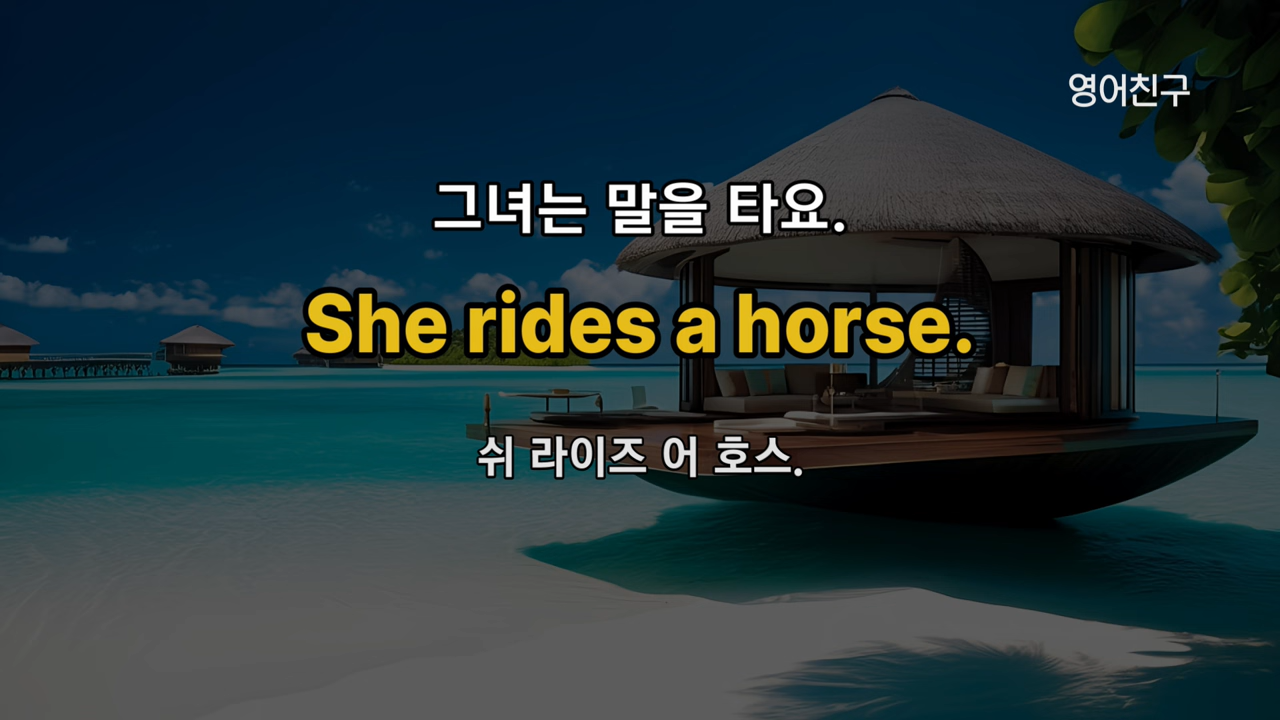 영어친구
그녀는 말을 타요.
She rides a horse.
쉬 라이즈 어 호스.